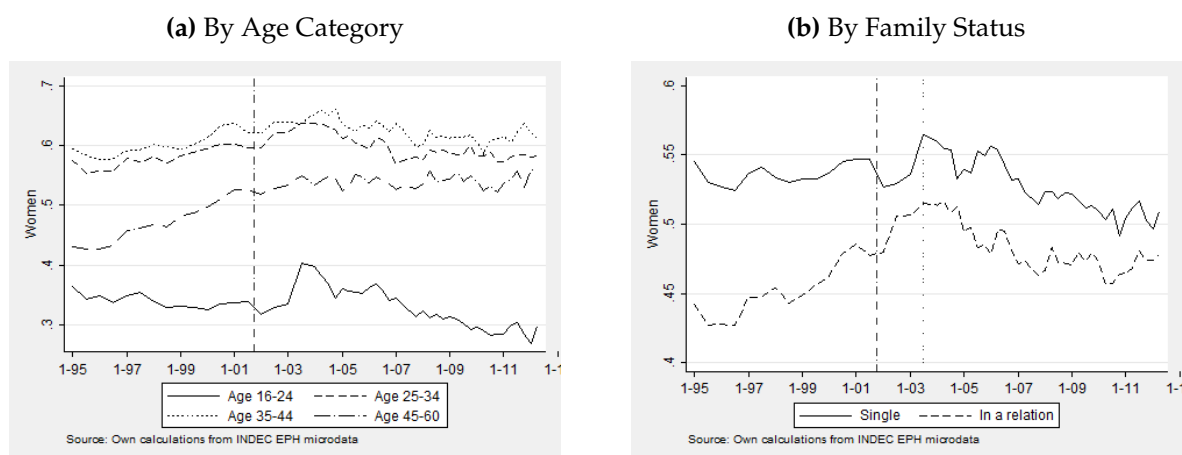 (a) By Age Category
.7
.6
.5
.4
.3
Women
1-95 1-97 1-99 1-01 1-03 1-05 1-07 1-09 1-11 1-1
Age 16-24 Age 25-34
Age 35-44 Age 45-60
Source: Own calculations from INDEC EPH microdata
(b) By Family Status
.6
.55
.5
.45
.4
Women
1-95 1-97 1-99 1-01 1-03 1-05 1-07 1-09 1-11 1-1
Single In a relation
Source: Own calculations from INDEC EPH microdata